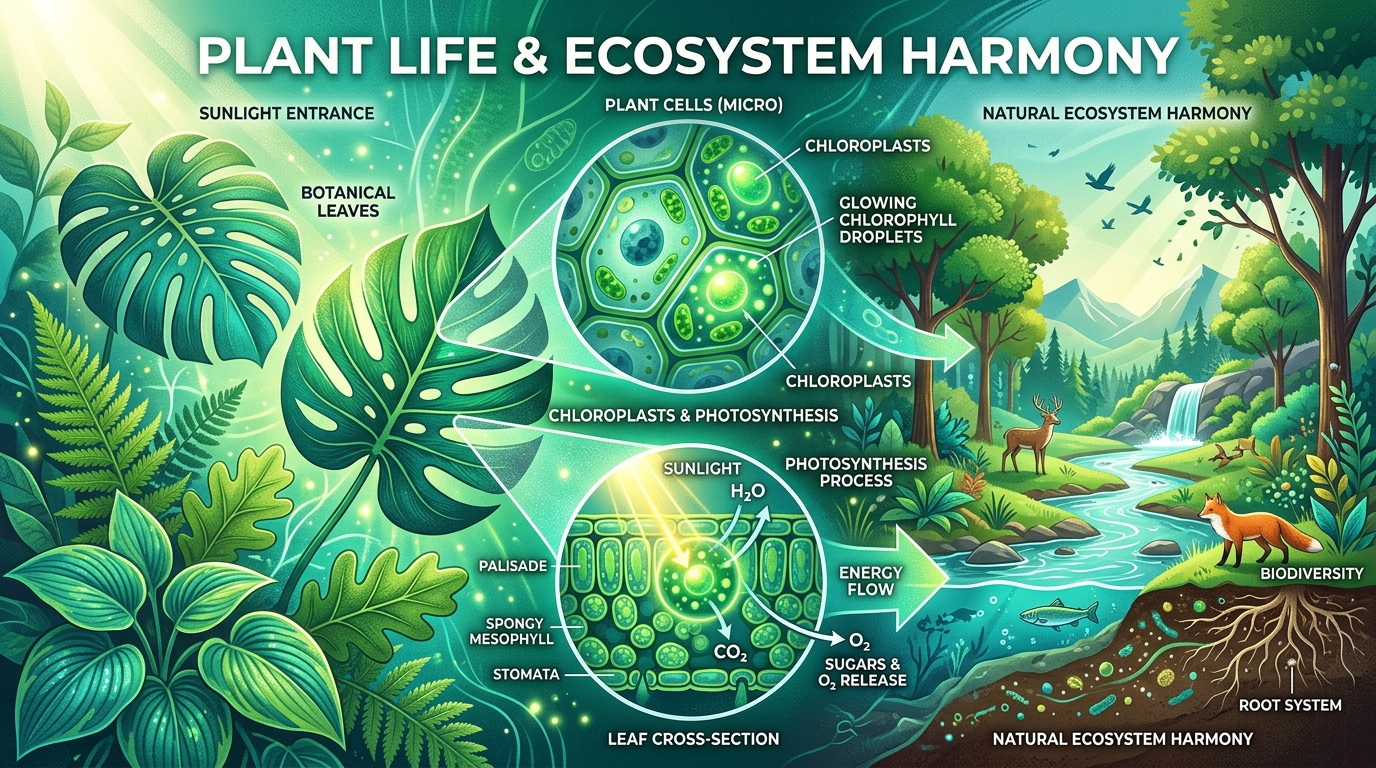 PLANT LIFE & ECOSYSTEM HARMONY
SUNLIGHT ENTRANCE
PLANT CELLS (MICRO)
NATURAL ECOSYSTEM HARMONY
CHLOROPLASTS
BOTANICAL
LEAVES
GLOWING
CHLOROPHYLL
DROPLETS
CHLOROPLASTS
CHLOROPLASTS & PHOTOSYNTHESIS
SUNLIGHT
H₂O
PHOTOSYNTHESIS
PROCESS
PALISADE
ENERGY
FLOW
BIODIVERSITY
SPONGY
MESOPHYLL
CO₂
O₂
SUGARS &
O₂ RELEASE
STOMATA
ROOT SYSTEM
LEAF CROSS-SECTION
NATURAL ECOSYSTEM HARMONY